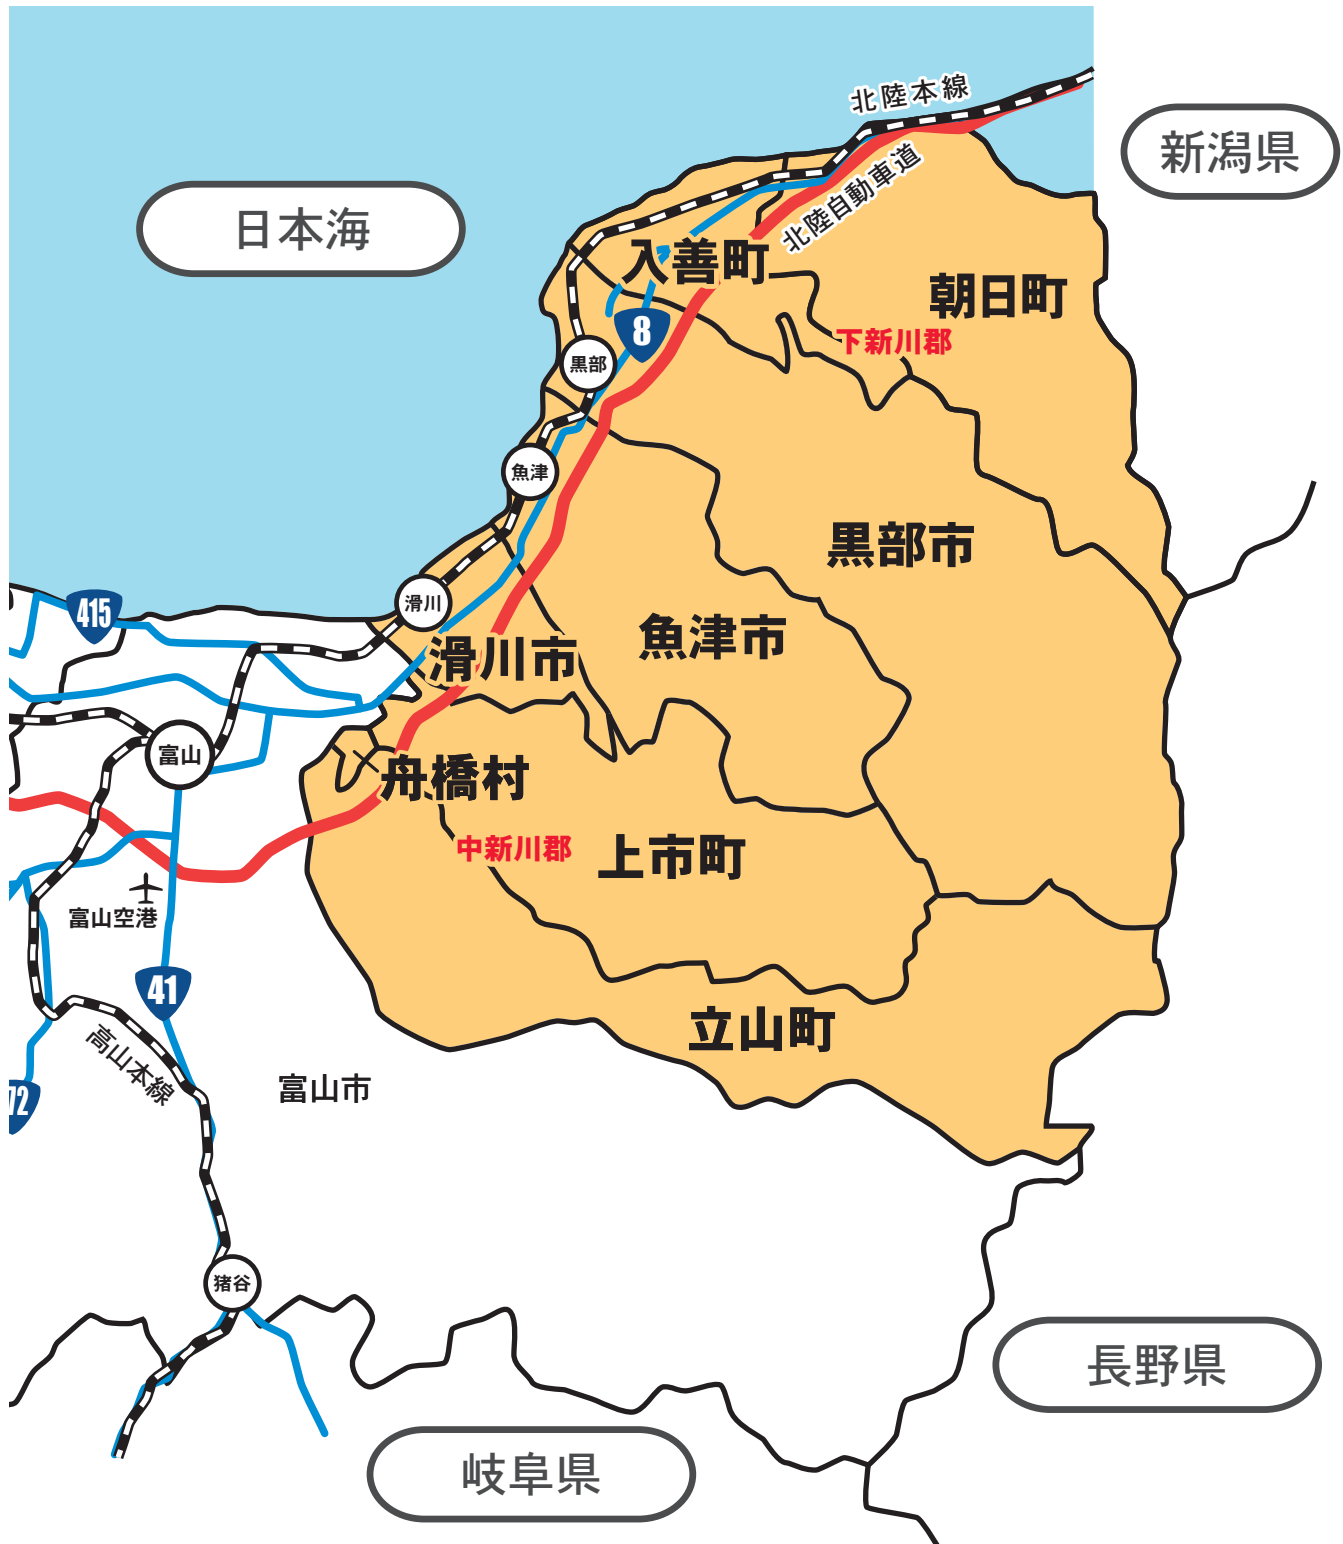 北陸本線
新潟県
日本海
北陸自動車道
入善町
朝日町
8
下新川郡
黒部
魚津
黒部市
415
滑川
魚津市
滑川市
富山
舟橋村
中新川郡
上市町
富山空港
41
立山町
高山本線
72
富山市
猪谷
長野県
岐阜県